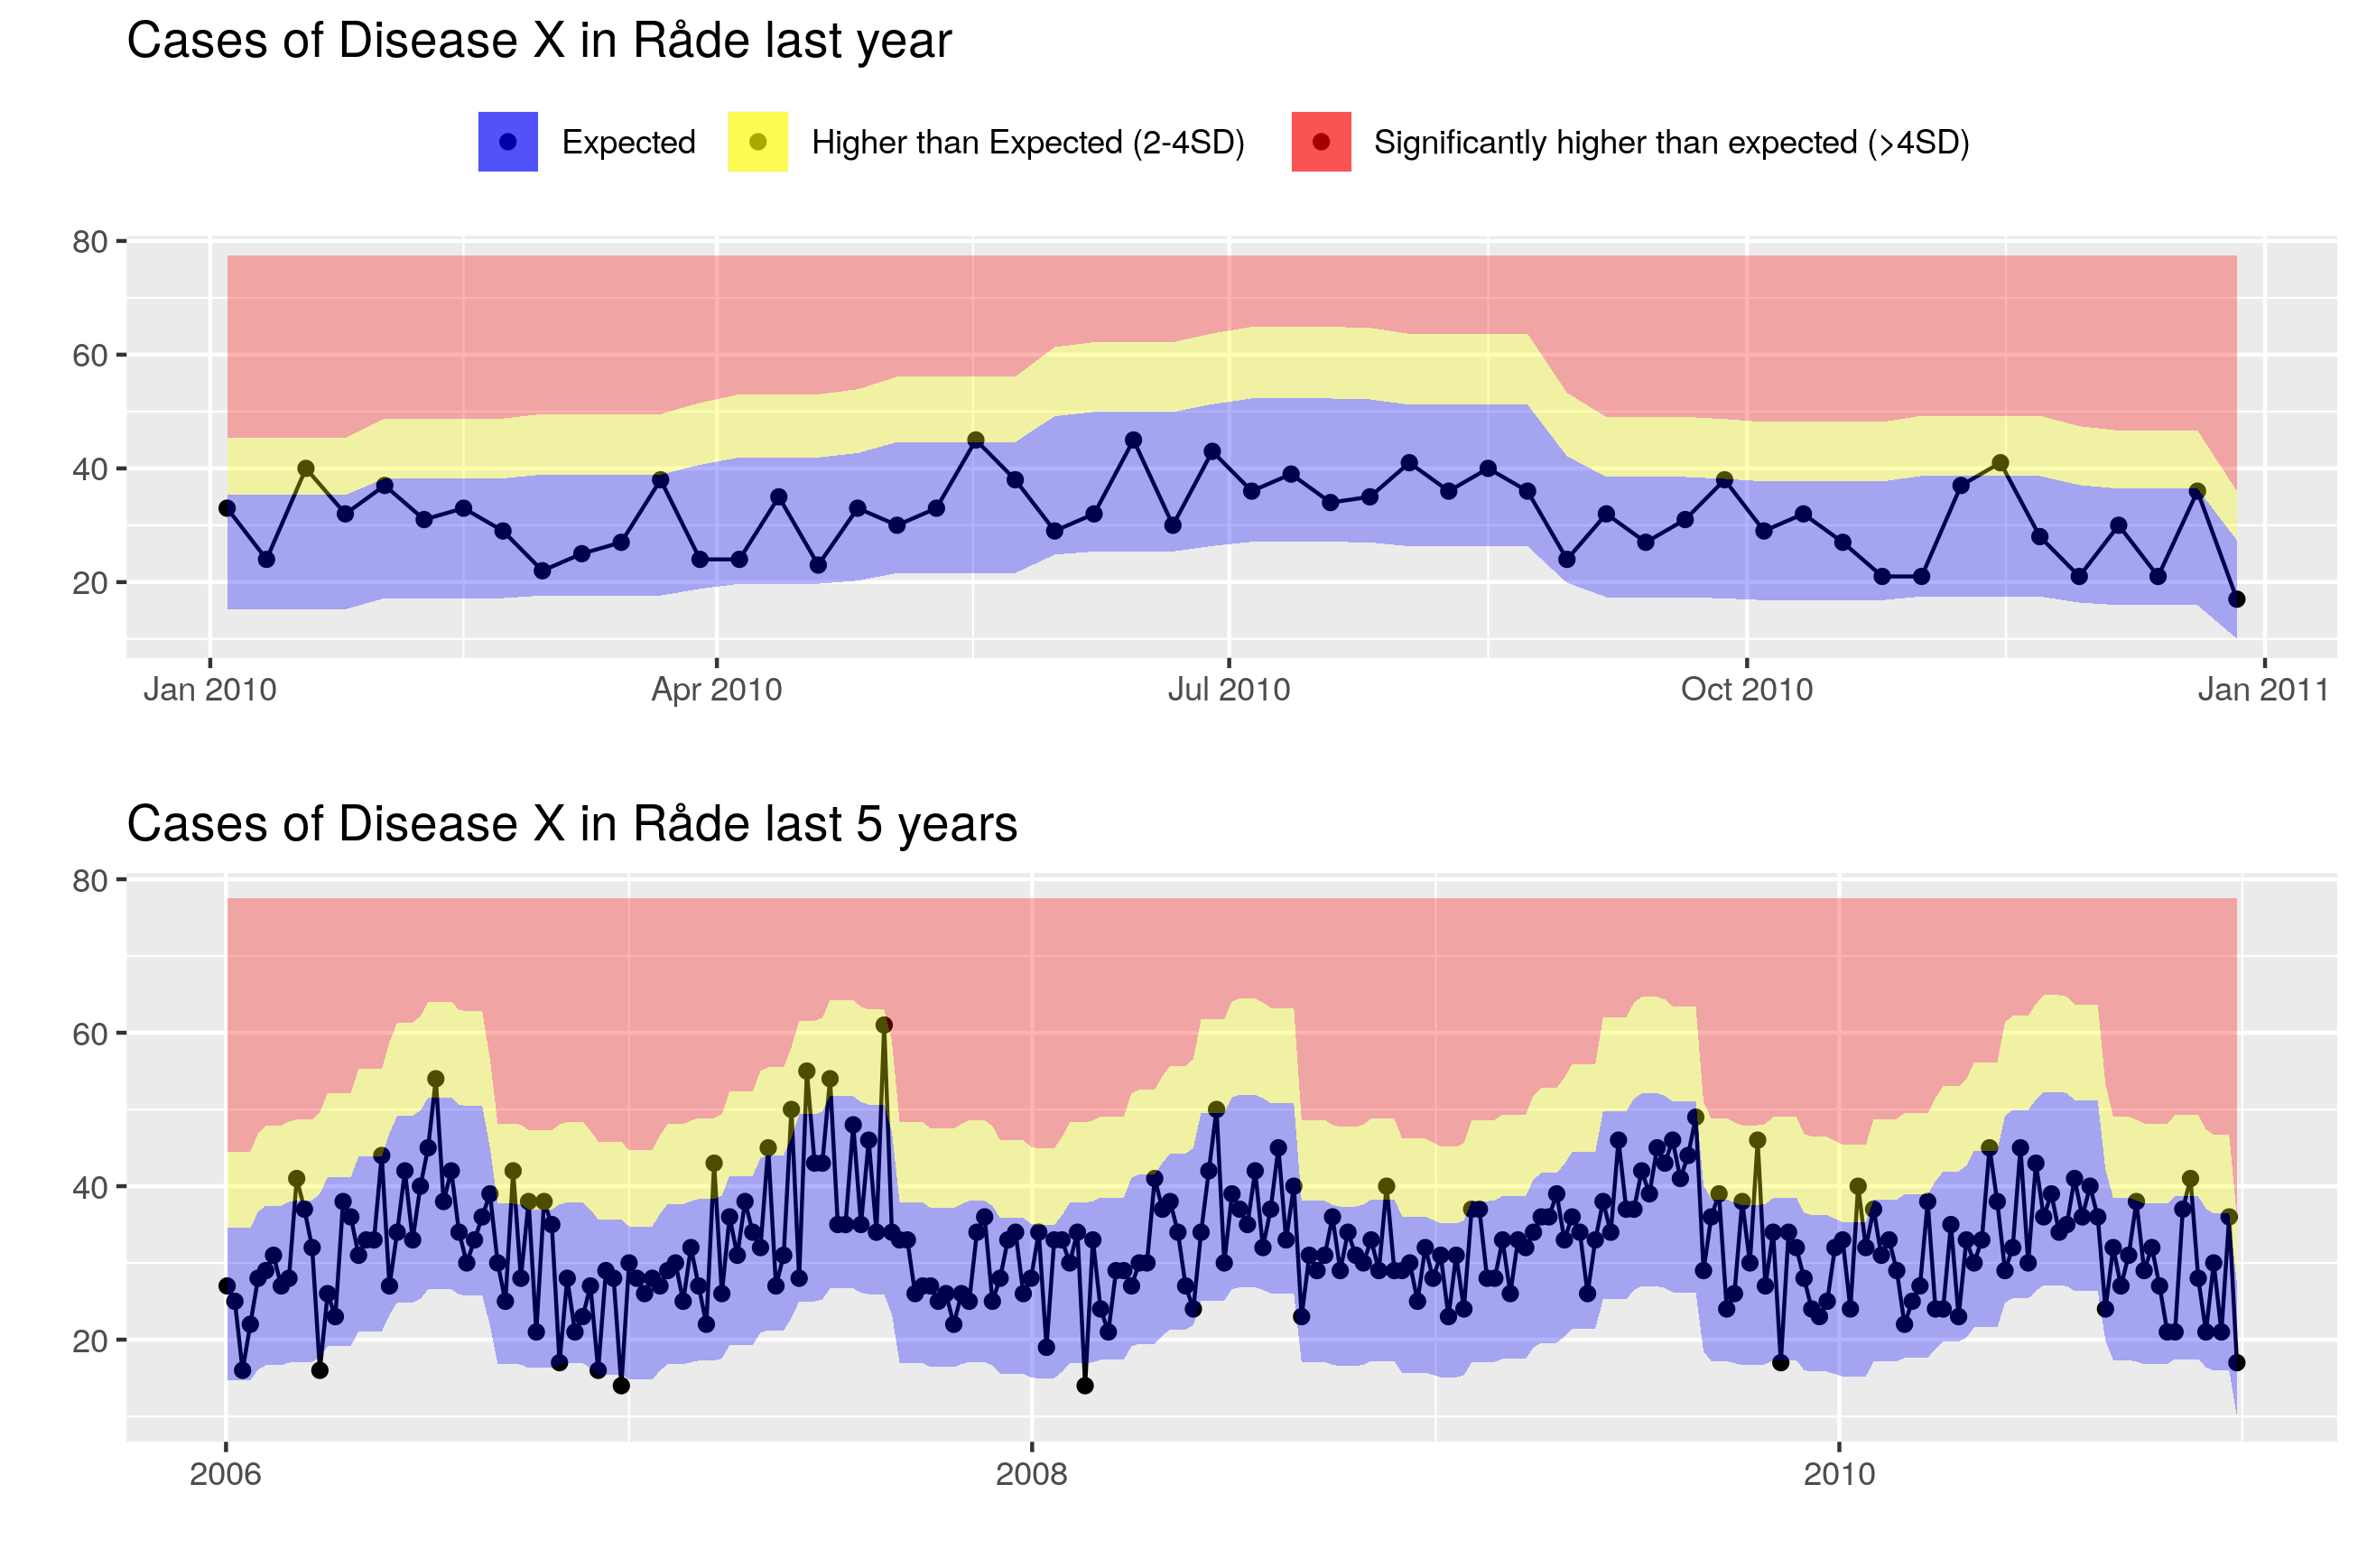 Cases of Disease X in Råde last year
Expected Higher than Expected (2-4SD) Significantly higher than expected (>4SD)
80
60
40
20
Jan 2010 Apr 2010 Jul 2010 Oct 2010 Jan 2011
Cases of Disease X in Råde last 5 years
80
60
40
20
2006 2008 2010